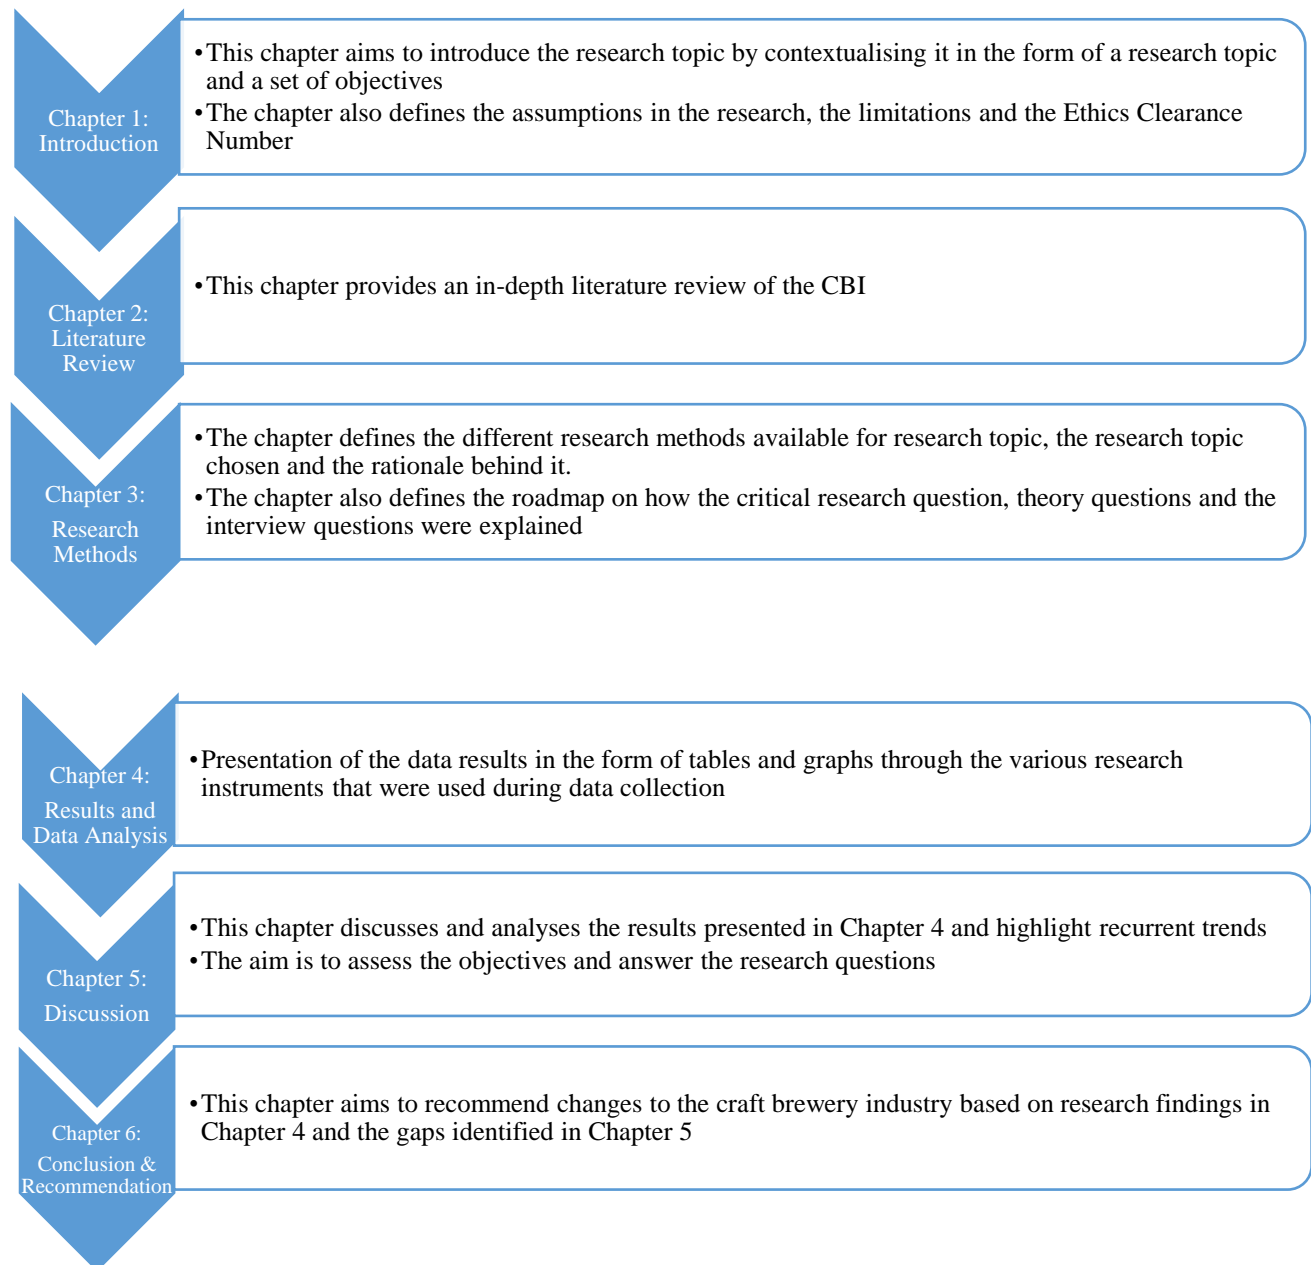 Chapter 1:
Introduction
•This chapter aims to introduce the research topic by contextualising it in the form of a research topic
and a set of objectives
•The chapter also defines the assumptions in the research, the limitations and the Ethics Clearance
Number
Chapter 2:
Literature
Review
•This chapter provides an in-depth literature review of the CBI
Chapter 3:
Research
Methods
•The chapter defines the different research methods available for research topic, the research topic
chosen and the rationale behind it.
•The chapter also defines the roadmap on how the critical research question, theory questions and the
interview questions were explained
Chapter 4:
Results and
Data Analysis
•Presentation of the data results in the form of tables and graphs through the various research
instruments that were used during data collection
Chapter 5:
Discussion
•This chapter discusses and analyses the results presented in Chapter 4 and highlight recurrent trends
•The aim is to assess the objectives and answer the research questions
Chapter 6:
Conclusion &
Recommendation
•This chapter aims to recommend changes to the craft brewery industry based on research findings in
Chapter 4 and the gaps identified in Chapter 5